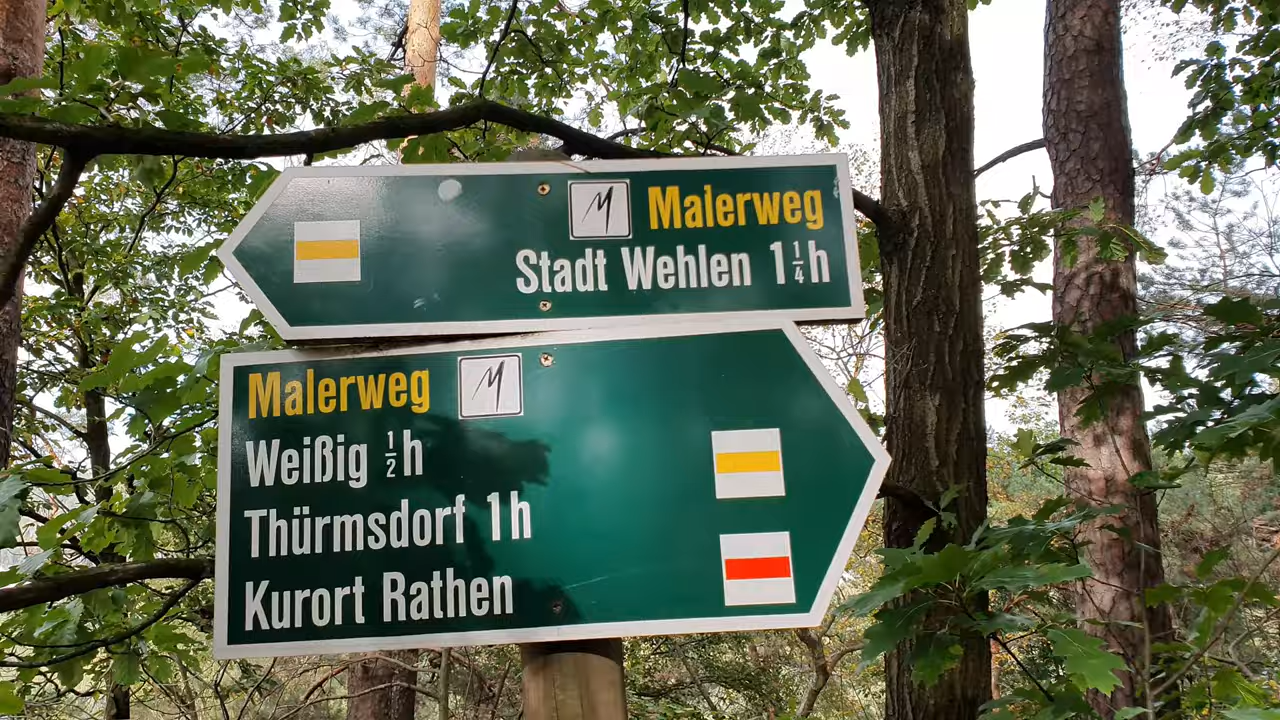 M Malerweg
Stadt Wehlen 1¼h
Malerweg M
Weißig ½h
Thürmsdorf 1h
Kurort Rathen